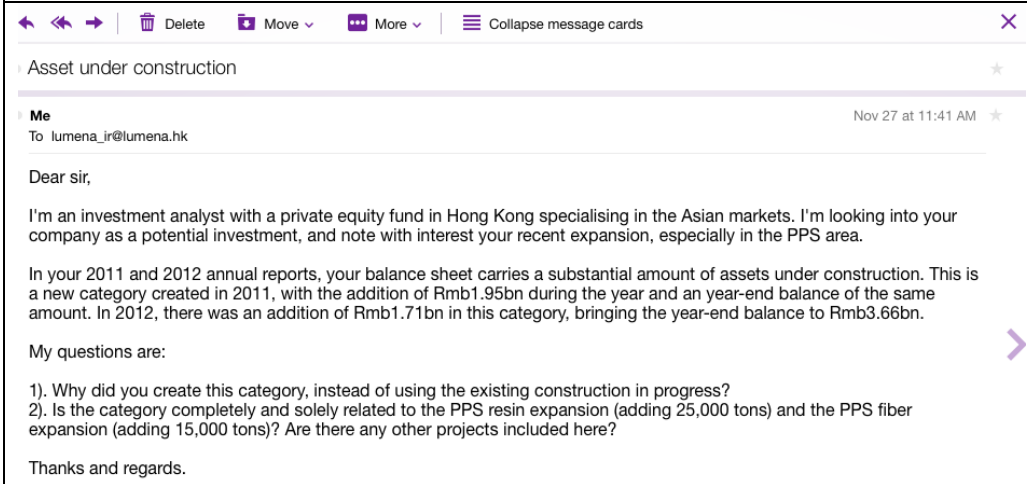 Delete Move More Collapse message cards
Asset under construction
Me Nov 27 at 11:41 AM
To lumena_ir@lumena.hk
Dear sir,
I'm an investment analyst with a private equity fund in Hong Kong specialising in the Asian markets. I'm looking into your
company as a potential investment, and note with interest your recent expansion, especially in the PPS area.
In your 2011 and 2012 annual reports, your balance sheet carries a substantial amount of assets under construction. This is
a new category created in 2011, with the addition of Rmb1.95bn during the year and an year-end balance of the same
amount. In 2012, there was an addition of Rmb1.71bn in this category, bringing the year-end balance to Rmb3.66bn.
My questions are:
1). Why did you create this category, instead of using the existing construction in progress?
2). Is the category completely and solely related to the PPS resin expansion (adding 25,000 tons) and the PPS fiber
expansion (adding 15,000 tons)? Are there any other projects included here?
Thanks and regards.